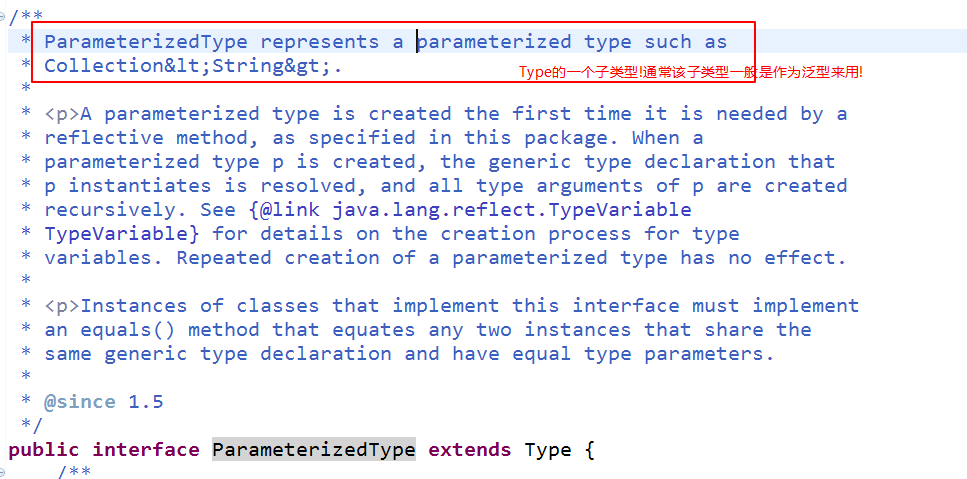 /**
* ParameterizedType represents a parameterized type such as
* Collection&lt;String&gt;.
Type的一个子类型!通常该子类型一般是作为泛型来用!
*
* <p>A parameterized type is created the first time it is needed by a
* reflective method, as specified in this package. When a
* parameterized type p is created, the generic type declaration that
* p instantiates is resolved, and all type arguments of p are created
* recursively. See {@link java.lang.reflect.TypeVariable
* TypeVariable} for details on the creation process for type
* variables. Repeated creation of a parameterized type has no effect.
*
* <p>Instances of classes that implement this interface must implement
* an equals() method that equates any two instances that share the
* same generic type declaration and have equal type parameters.
*
* @since 1.5
*/
public interface ParameterizedType extends Type {
/**